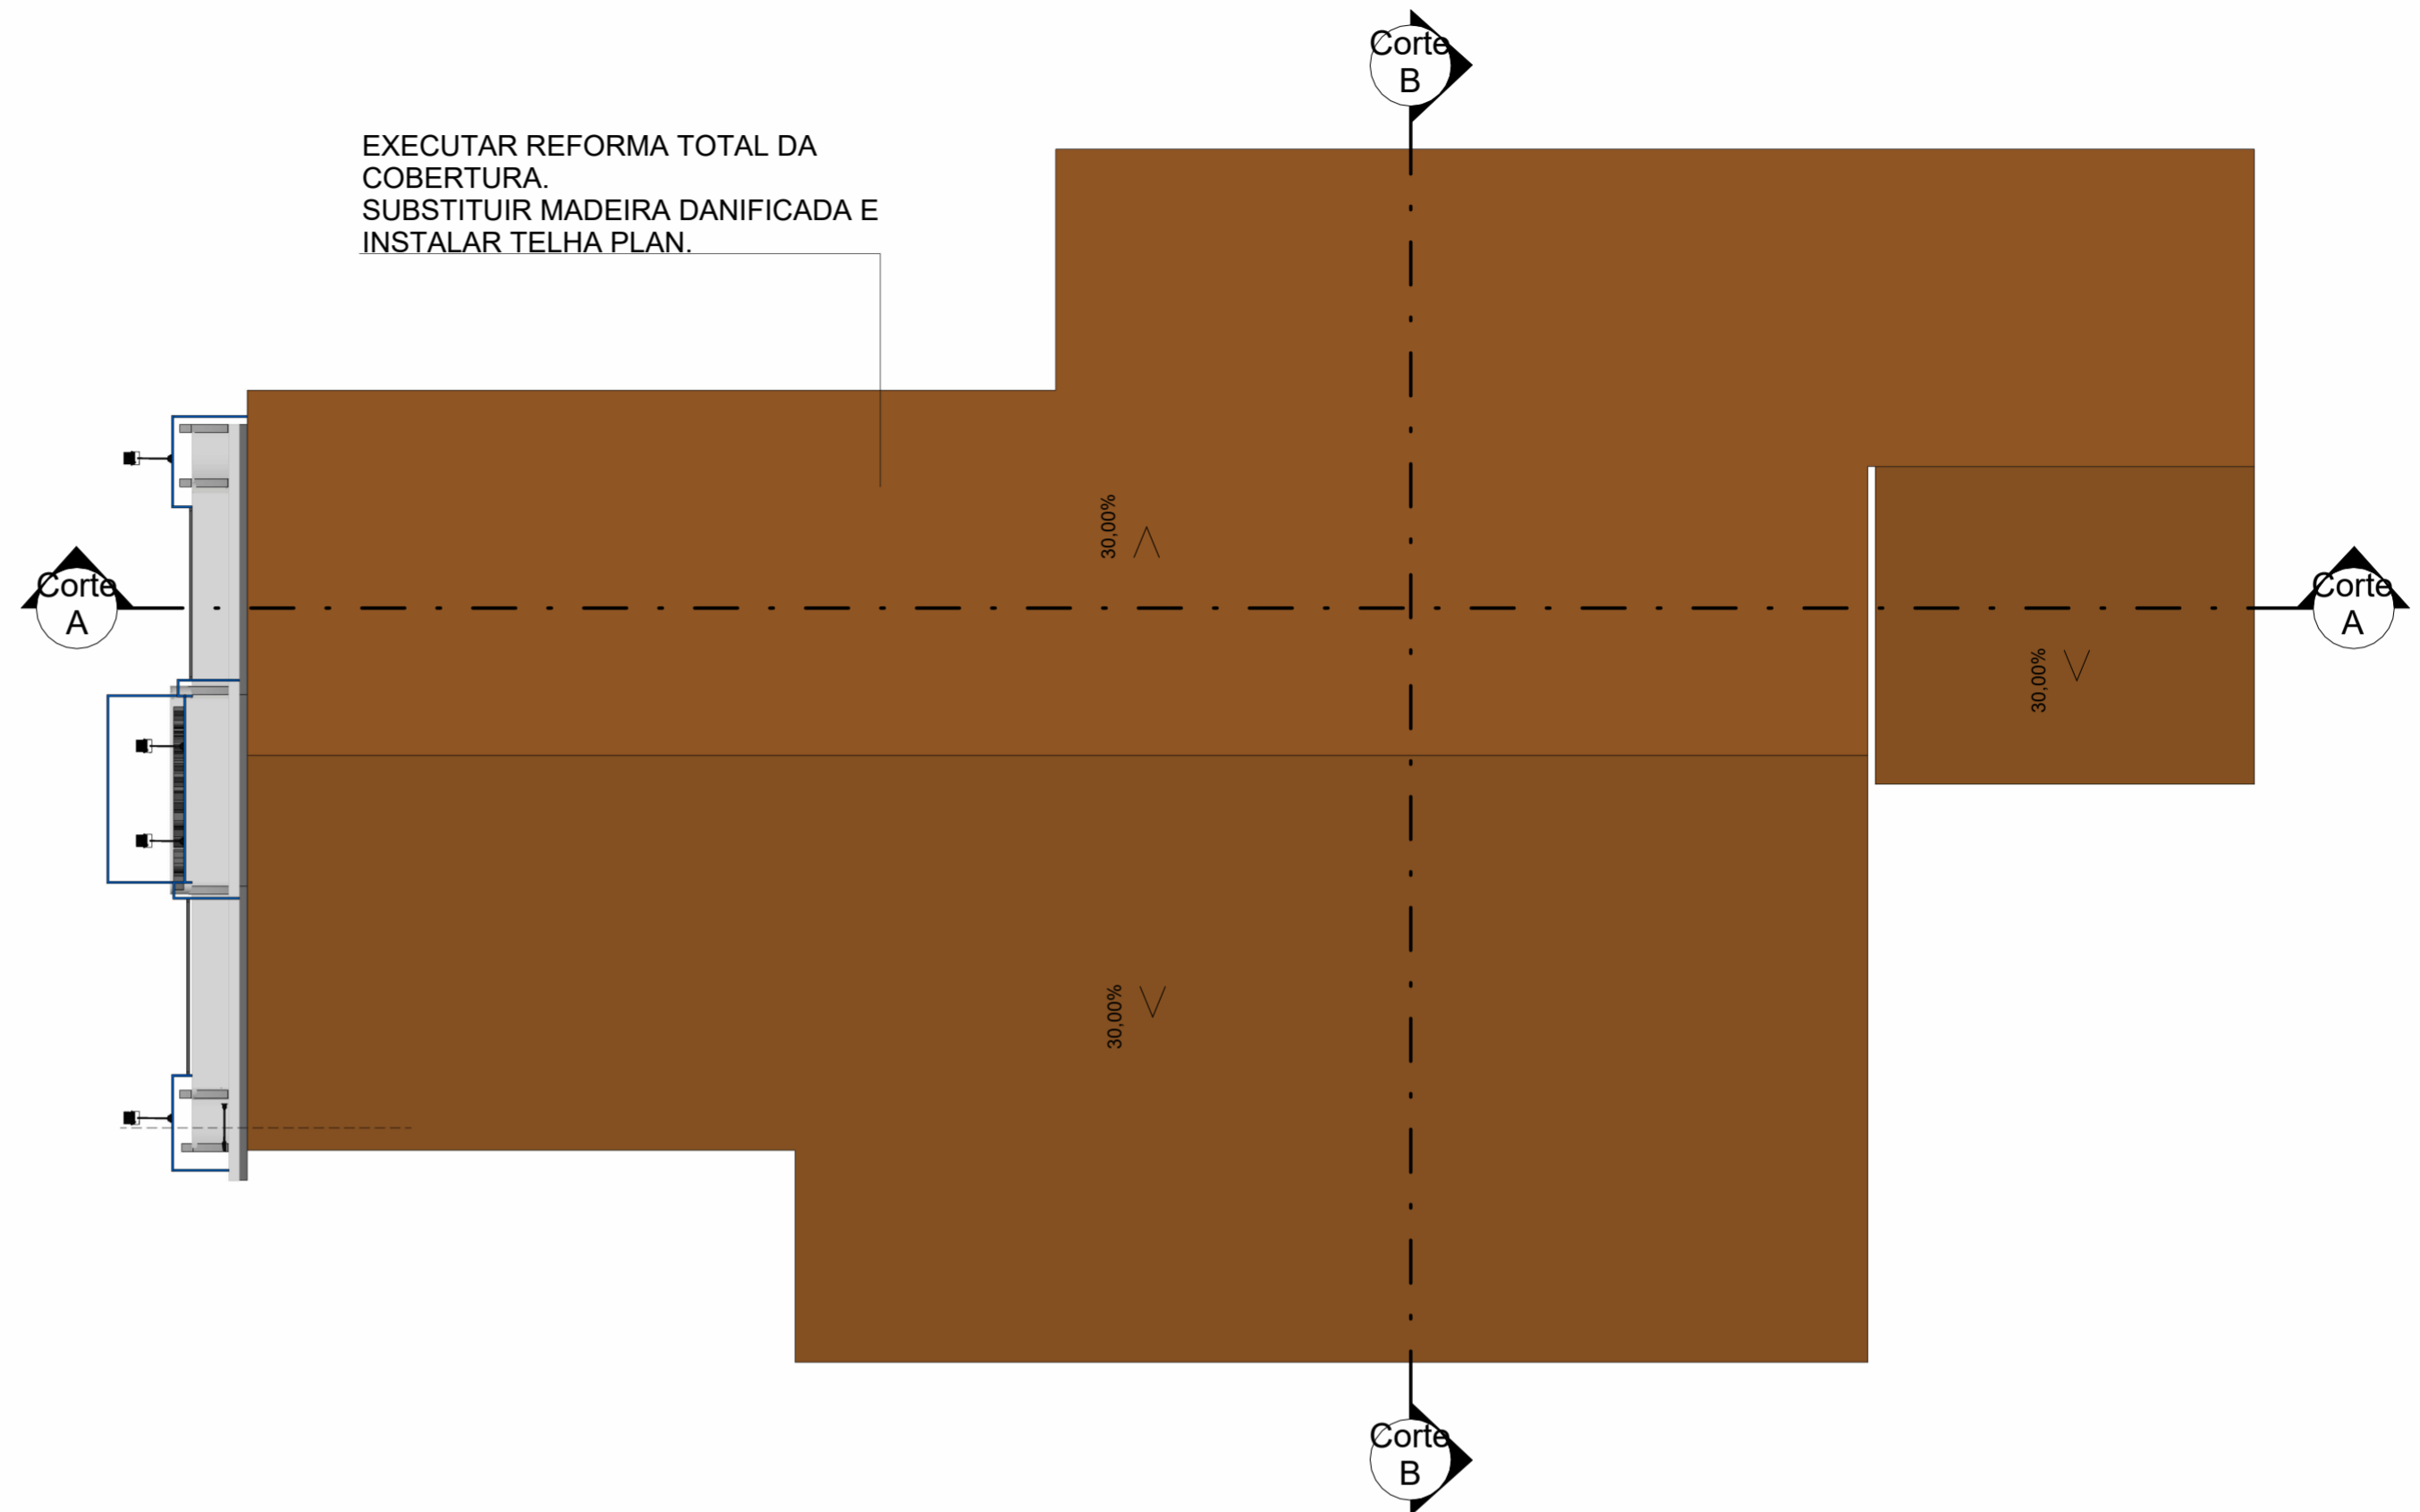 Corte
B
EXECUTAR REFORMA TOTAL DA
COBERTURA.
SUBSTITUIR MADEIRA DANIFICADA E
INSTALAR TELHA PLAN.
30,00%
Corte
A
Corte
A
30,00%
30,00%
Corte
B